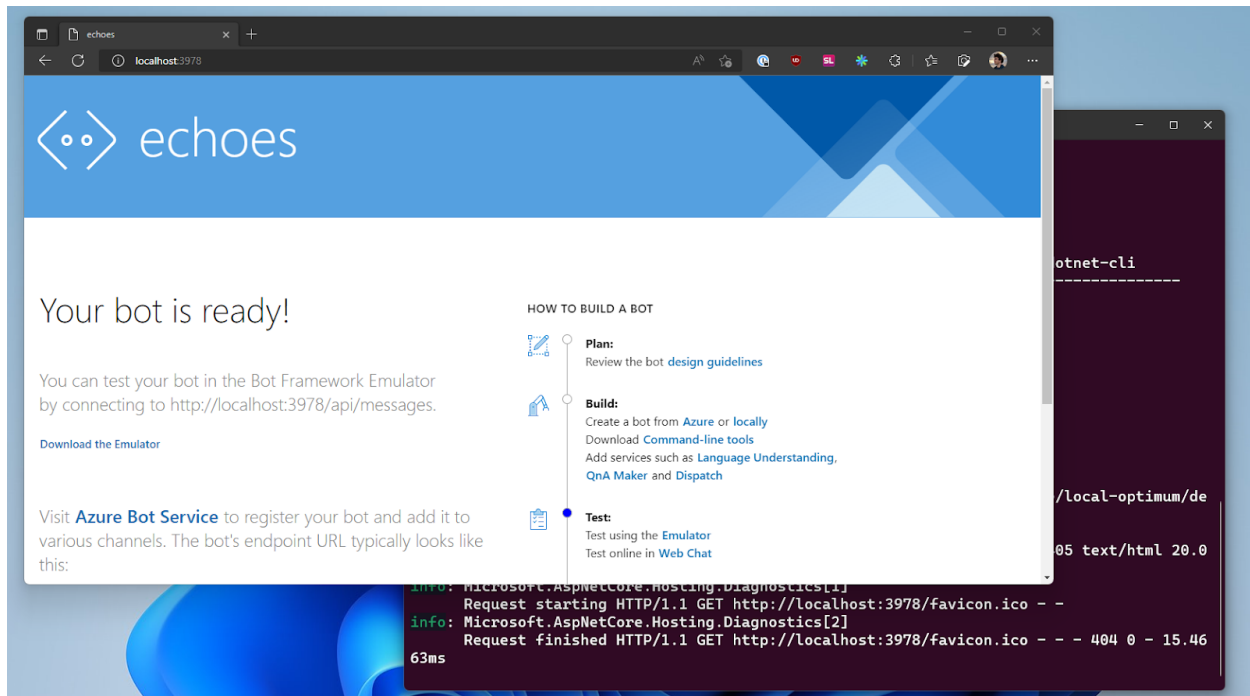 echoes
localhost:3978
SL
echoes
Your bot is ready!
You can test your bot in the Bot Framework Emulator
by connecting to http://localhost:3978/api/messages.
Download the Emulator
Visit Azure Bot Service to register your bot and add it to
various channels. The bot's endpoint URL typically looks like
this:
HOW TO BUILD A BOT
Plan:
Review the bot design guidelines
Build:
Create a bot from Azure or locally
Download Command-line tools
Add services such as Language Understanding,
QnA Maker and Dispatch
Test:
Test using the Emulator
Test online in Web Chat
otnet-cli
---------------
/local-optimum/de
05 text/html 20.0
info: Microsoft.AspNetCore.Hosting.Diagnostics[1]
Request starting HTTP/1.1 GET http://localhost:3978/favicon.ico - -
info: Microsoft.AspNetCore.Hosting.Diagnostics[2]
Request finished HTTP/1.1 GET http://localhost:3978/favicon.ico - - - 404 0 - 15.46
63ms